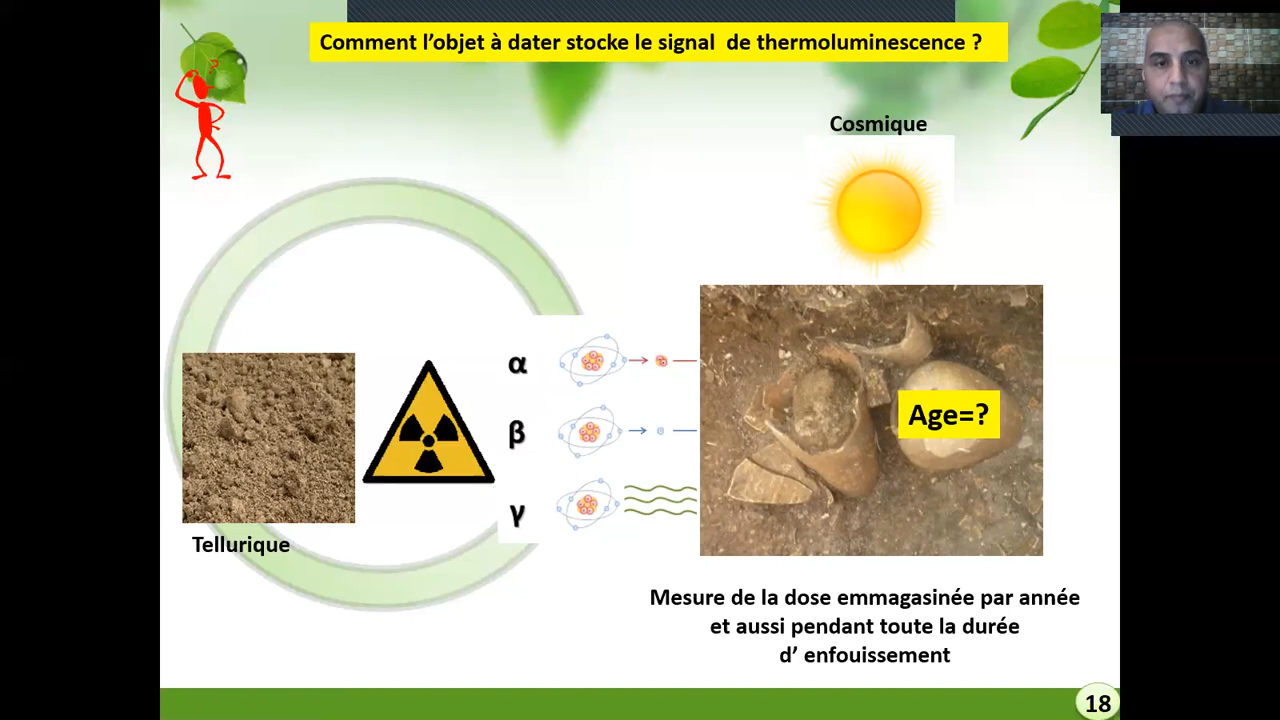 Comment l’objet à dater stocke le signal de thermoluminescence ?
?
Cosmique
α
β
γ
Age=?
Tellurique
Mesure de la dose emmagasinée par année
et aussi pendant toute la durée
d’ enfouissement
18